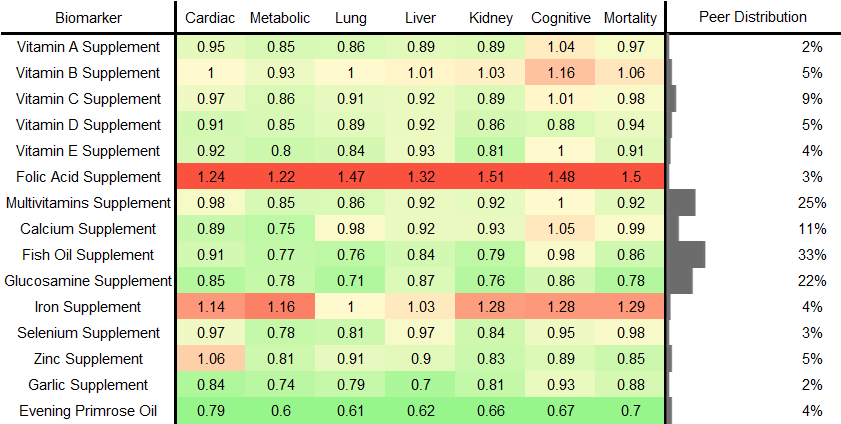 Biomarker Cardiac Metabolic Lung Liver Kidney Cognitive Mortality Peer Distribution
Vitamin A Supplement 0.95 0.85 0.86 0.89 0.89 1.04 0.97 2%
Vitamin B Supplement 1 0.93 1 1.01 1.03 1.16 1.06 5%
Vitamin C Supplement 0.97 0.86 0.91 0.92 0.89 1.01 0.98 9%
Vitamin D Supplement 0.91 0.85 0.89 0.92 0.86 0.88 0.94 5%
Vitamin E Supplement 0.92 0.8 0.84 0.93 0.81 1 0.91 4%
Folic Acid Supplement 1.24 1.22 1.47 1.32 1.51 1.48 1.5 3%
Multivitamins Supplement 0.98 0.85 0.86 0.92 0.92 1 0.92 25%
Calcium Supplement 0.89 0.75 0.98 0.92 0.93 1.05 0.99 11%
Fish Oil Supplement 0.91 0.77 0.76 0.84 0.79 0.98 0.86 33%
Glucosamine Supplement 0.85 0.78 0.71 0.87 0.76 0.86 0.78 22%
Iron Supplement 1.14 1.16 1 1.03 1.28 1.28 1.29 4%
Selenium Supplement 0.97 0.78 0.81 0.97 0.84 0.95 0.98 3%
Zinc Supplement 1.06 0.81 0.91 0.9 0.83 0.89 0.85 5%
Garlic Supplement 0.84 0.74 0.79 0.7 0.81 0.93 0.88 2%
Evening Primrose Oil 0.79 0.6 0.61 0.62 0.66 0.67 0.7 4%